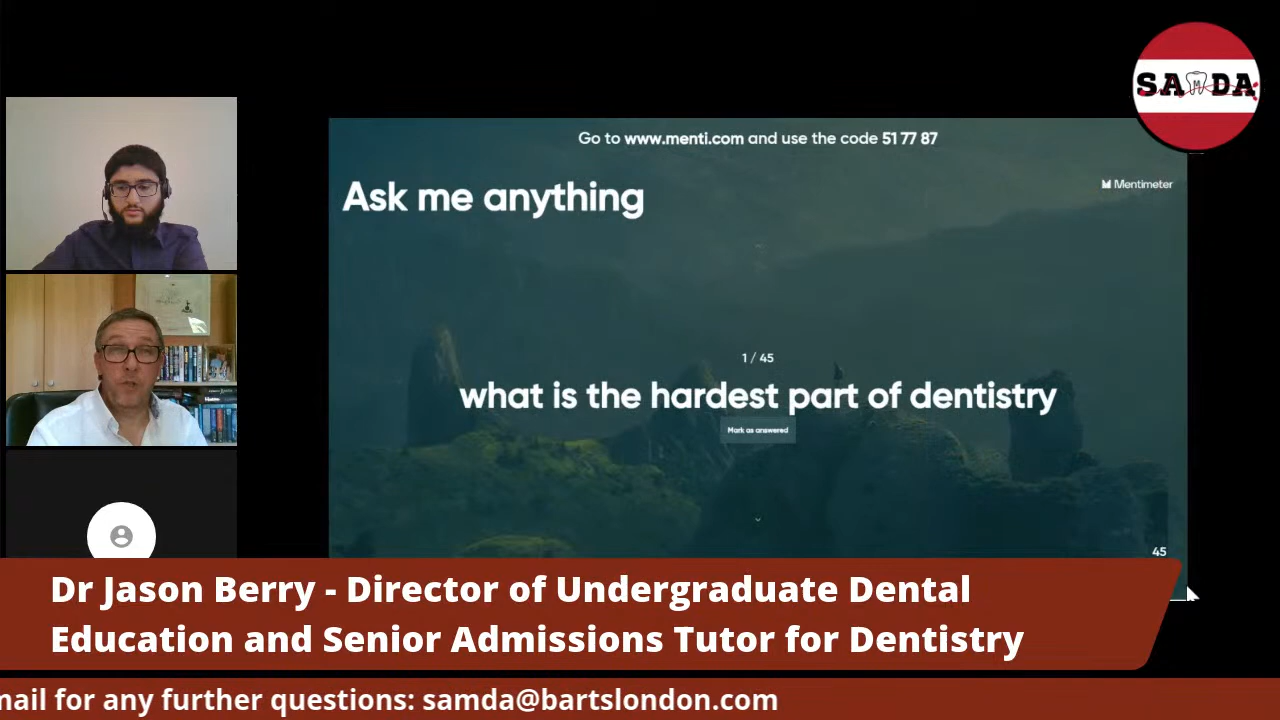 SAMDA
Go to www.menti.com and use the code 51 77 87
Mentimeter
Ask me anything
1 / 45
what is the hardest part of dentistry
Mark as answered
45
Dr Jason Berry - Director of Undergraduate Dental
Education and Senior Admissions Tutor for Dentistry
mail for any further questions: samda@bartslondon.com